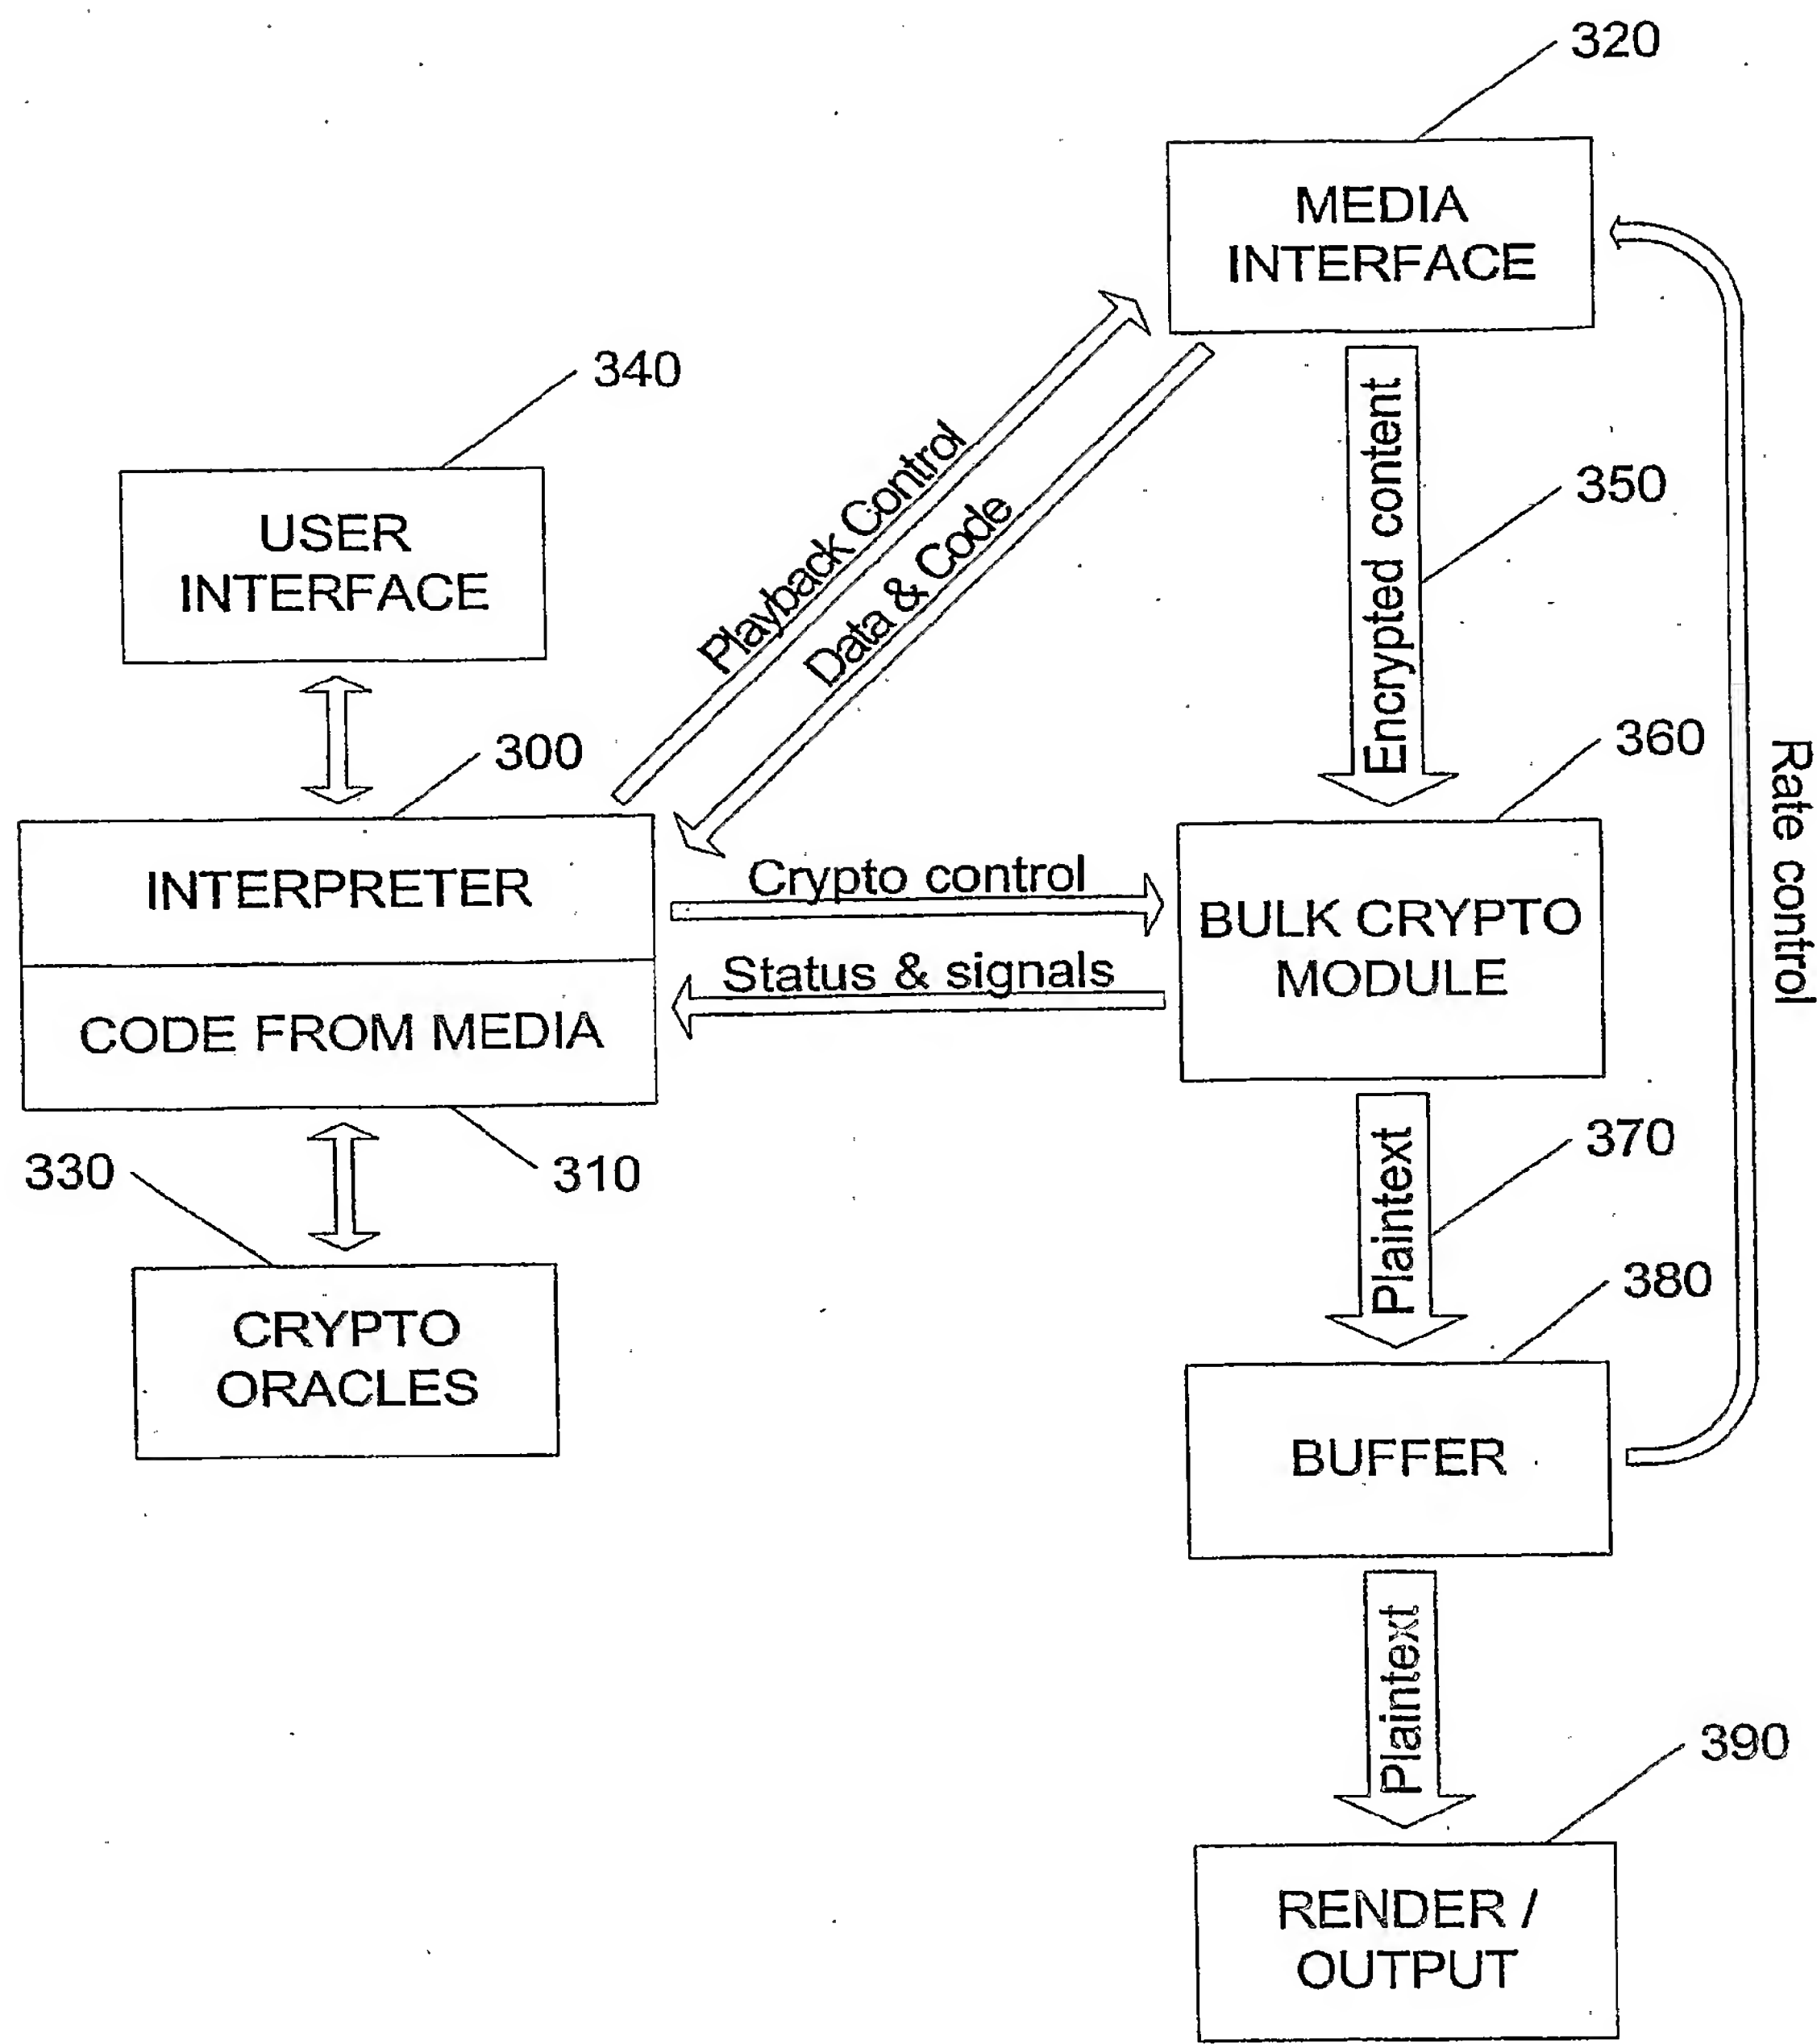 320
MEDIA
INTERFACE
340
USER
INTERFACE
Playback Control
Data & Code
Encrypted content
350
300
360
Rate control
INTERPRETER
Crypto control
BULK CRYPTO
MODULE
Status & signals
CODE FROM MEDIA
330
310
Plaintext
370
CRYPTO
ORACLES
380
BUFFER
Plaintext
390
RENDER /
OUTPUT